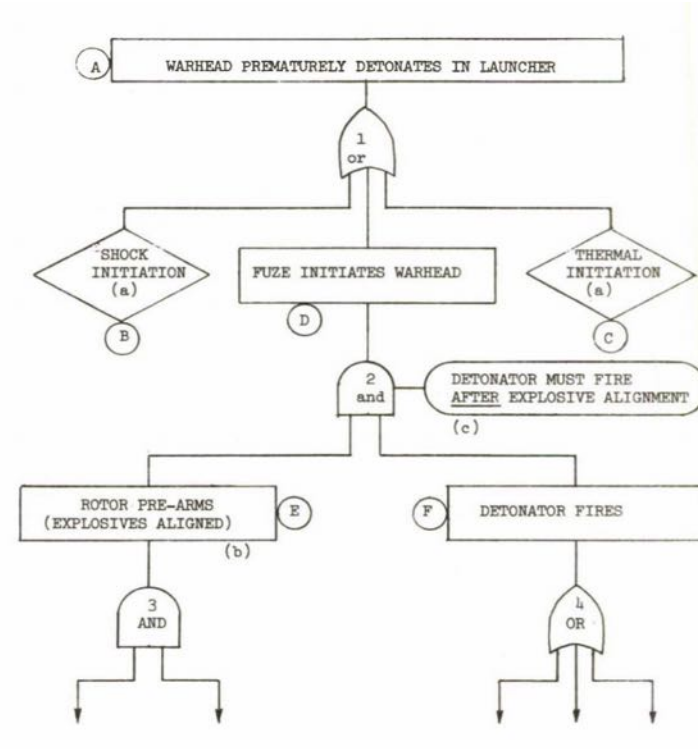 A
WARHEAD PREMATURELY DETONATES IN LAUNCHER
1
or
SHOCK
INITIATION
(a)
B
FUZE INITIATES WARHEAD
D
THERMAL
INITIATION
(a)
C
2
and
DETONATOR MUST FIRE
AFTER EXPLOSIVE ALIGNMENT
(c)
ROTOR PRE-ARMS
(EXPLOSIVES ALIGNED)
(b)
E
F
DETONATOR FIRES
3
AND
4
OR